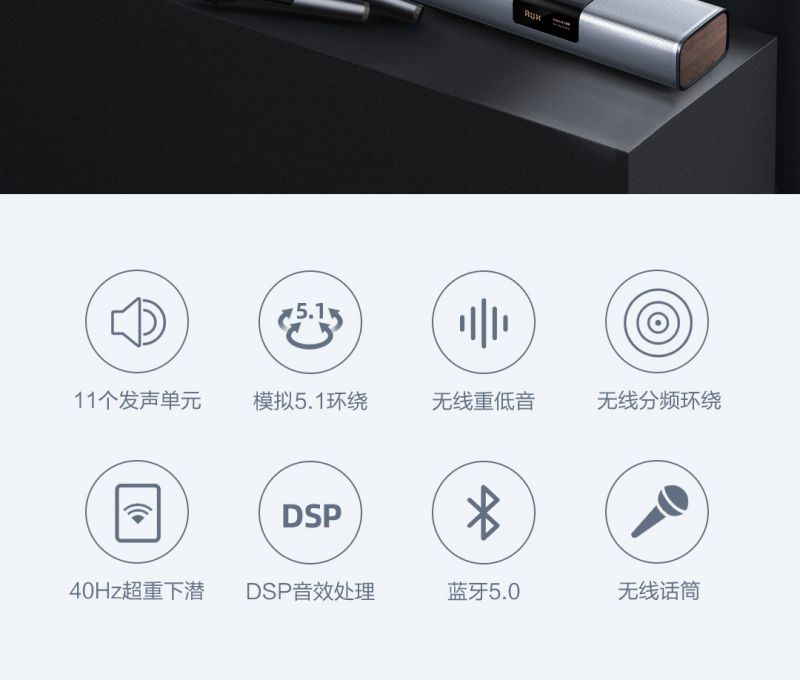 AUX
5.1
11个发声单元
模拟5.1环绕
无线重低音
无线分频环绕
DSP
40Hz超重下潜
DSP音效处理
蓝牙5.0
无线话筒